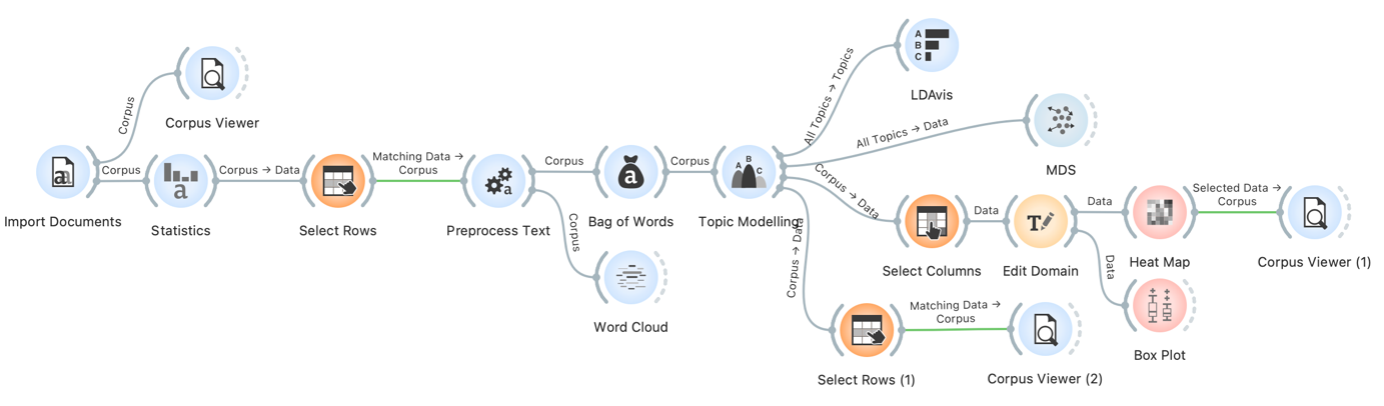 A
B
C
LDAvis
All Topics → Topics
Corpus
Corpus Viewer
All Topics → Data
MDS
a
Import Documents
Corpus
a
Statistics
Corpus → Data
Select Rows
Matching Data →
Corpus
a
Preprocess Text
Corpus
a
Bag of Words
Corpus
A
B
C
Topic Modelling
Corpus → Data
Select Columns
Data
T
Edit Domain
Data
Heat Map
Selected Data →
Corpus
Corpus Viewer (1)
Corpus
Word Cloud
Corpus → Data
Data
Select Rows (1)
Matching Data →
Corpus
Corpus Viewer (2)
Box Plot